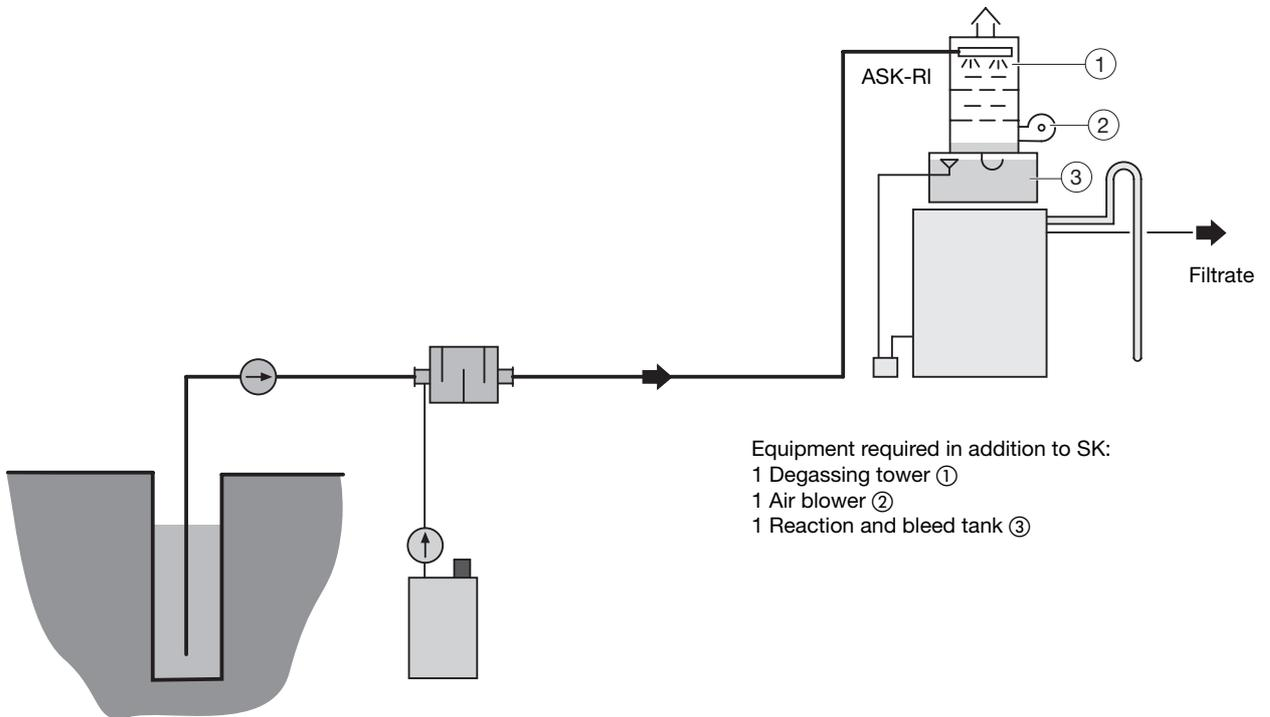 ASK-RI
1
2
3
Filtrate
Equipment required in addition to SK:
1 Degassing tower ①
1 Air blower ②
1 Reaction and bleed tank ③